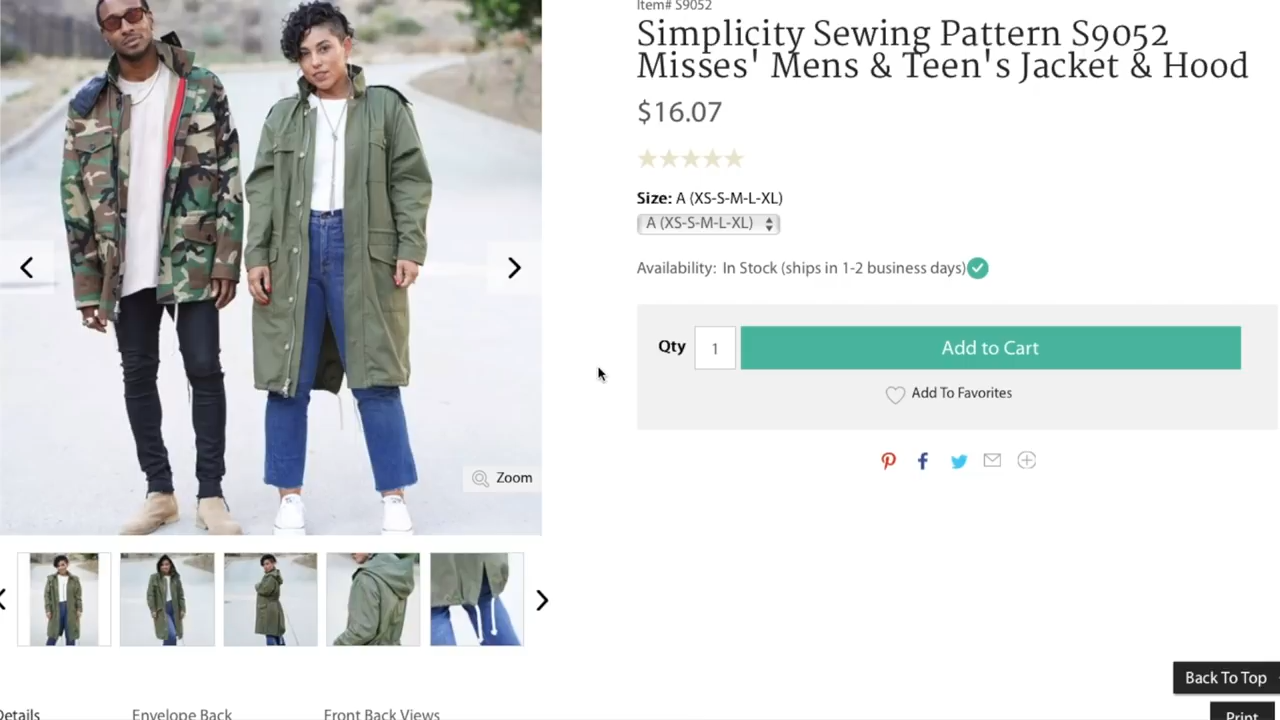 Item# S9052
Simplicity Sewing Pattern S9052
Misses' Mens & Teen's Jacket & Hood
$16.07
Size: A (XS-S-M-L-XL)
A (XS-S-M-L-XL)
Availability: In Stock (ships in 1-2 business days)
Qty 1 Add to Cart
Add To Favorites
Zoom
Back To Top
Details Envelope Back Front Back Views
Print